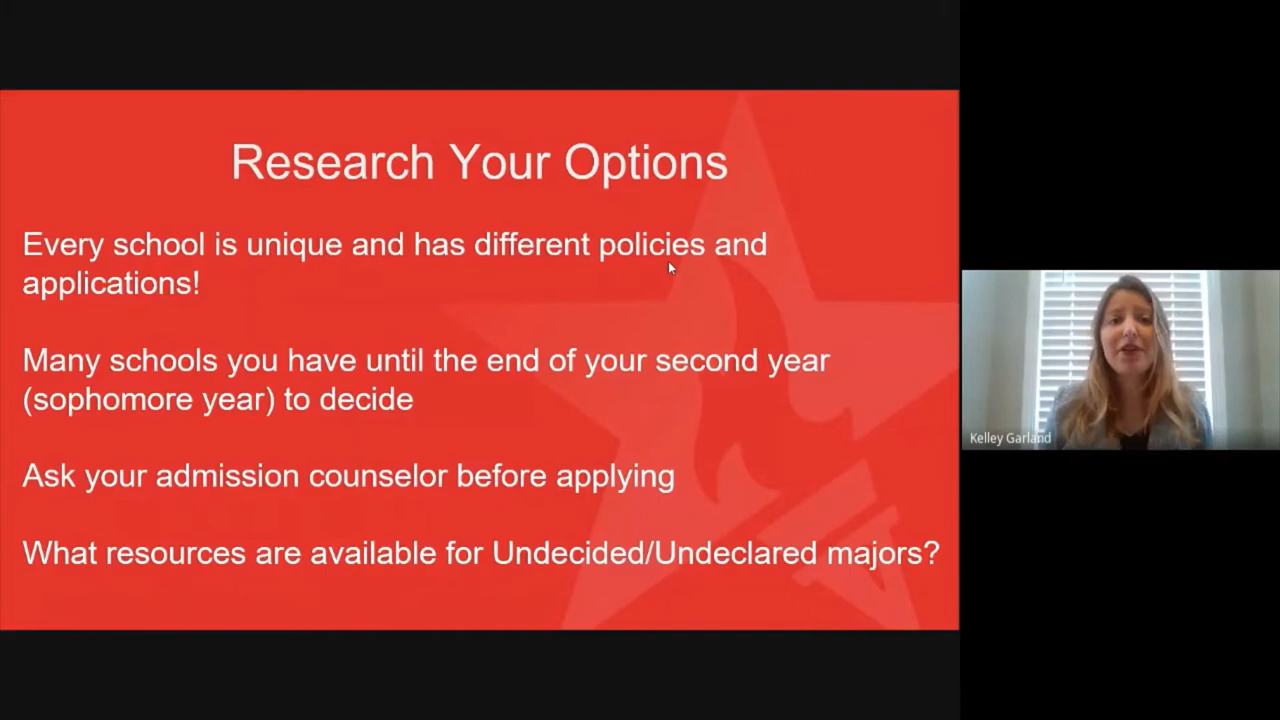 Research Your Options
Every school is unique and has different policies and
applications!
Many schools you have until the end of your second year
(sophomore year) to decide
Ask your admission counselor before applying
What resources are available for Undecided/Undeclared majors?
Kelley Garland